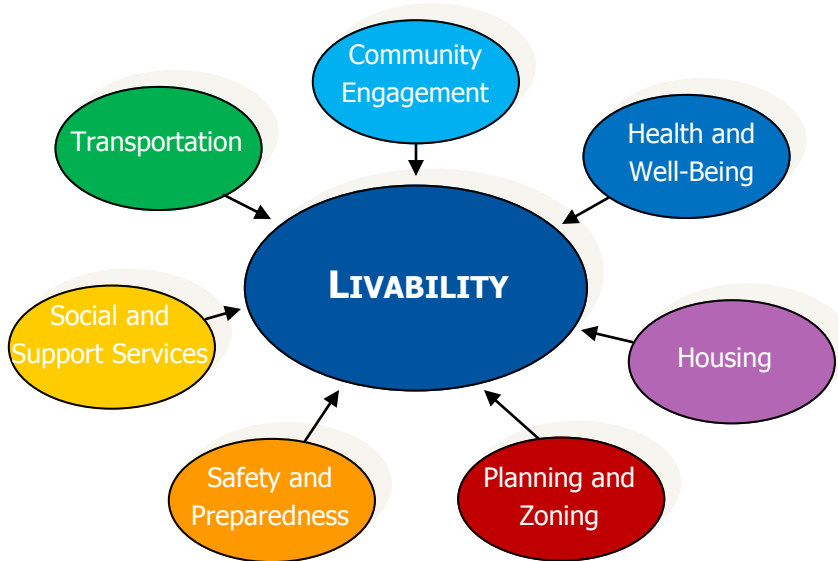 Community
Engagement
Transportation
Health and
Well-Being
LIVABILITY
Social and
Support Services
Housing
Safety and
Preparedness
Planning and
Zoning